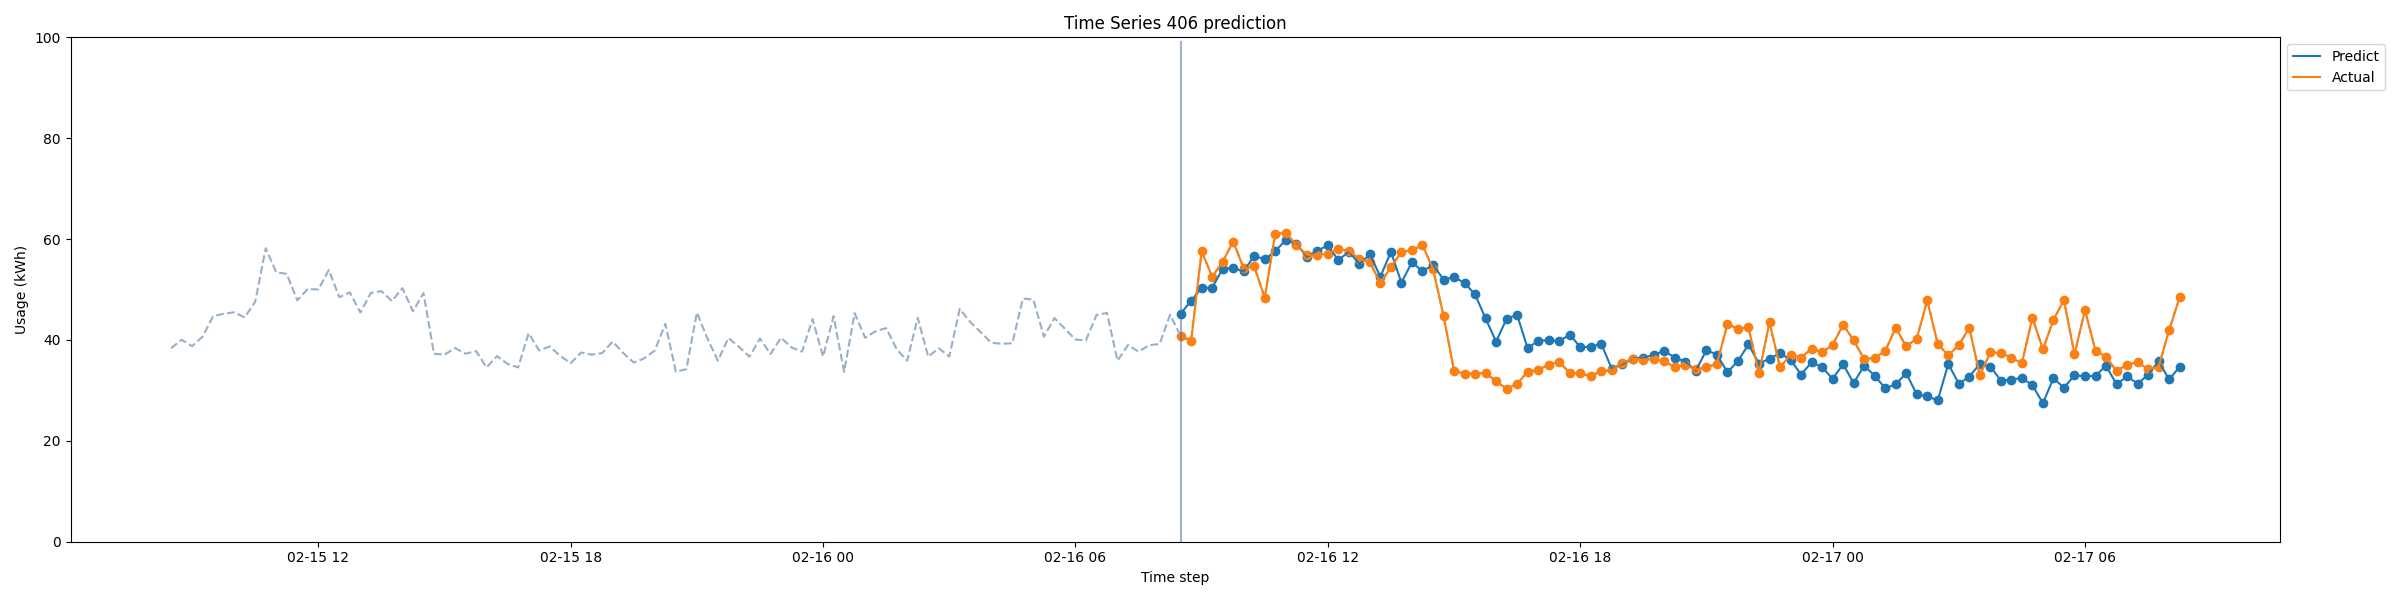 Time Series 406 prediction
100
80
60
40
20
0
Usage (kWh)
02-15 12
02-15 18
02-16 00
02-16 06
02-16 12
02-16 18
02-17 00
02-17 06
Time step
Predict
Actual